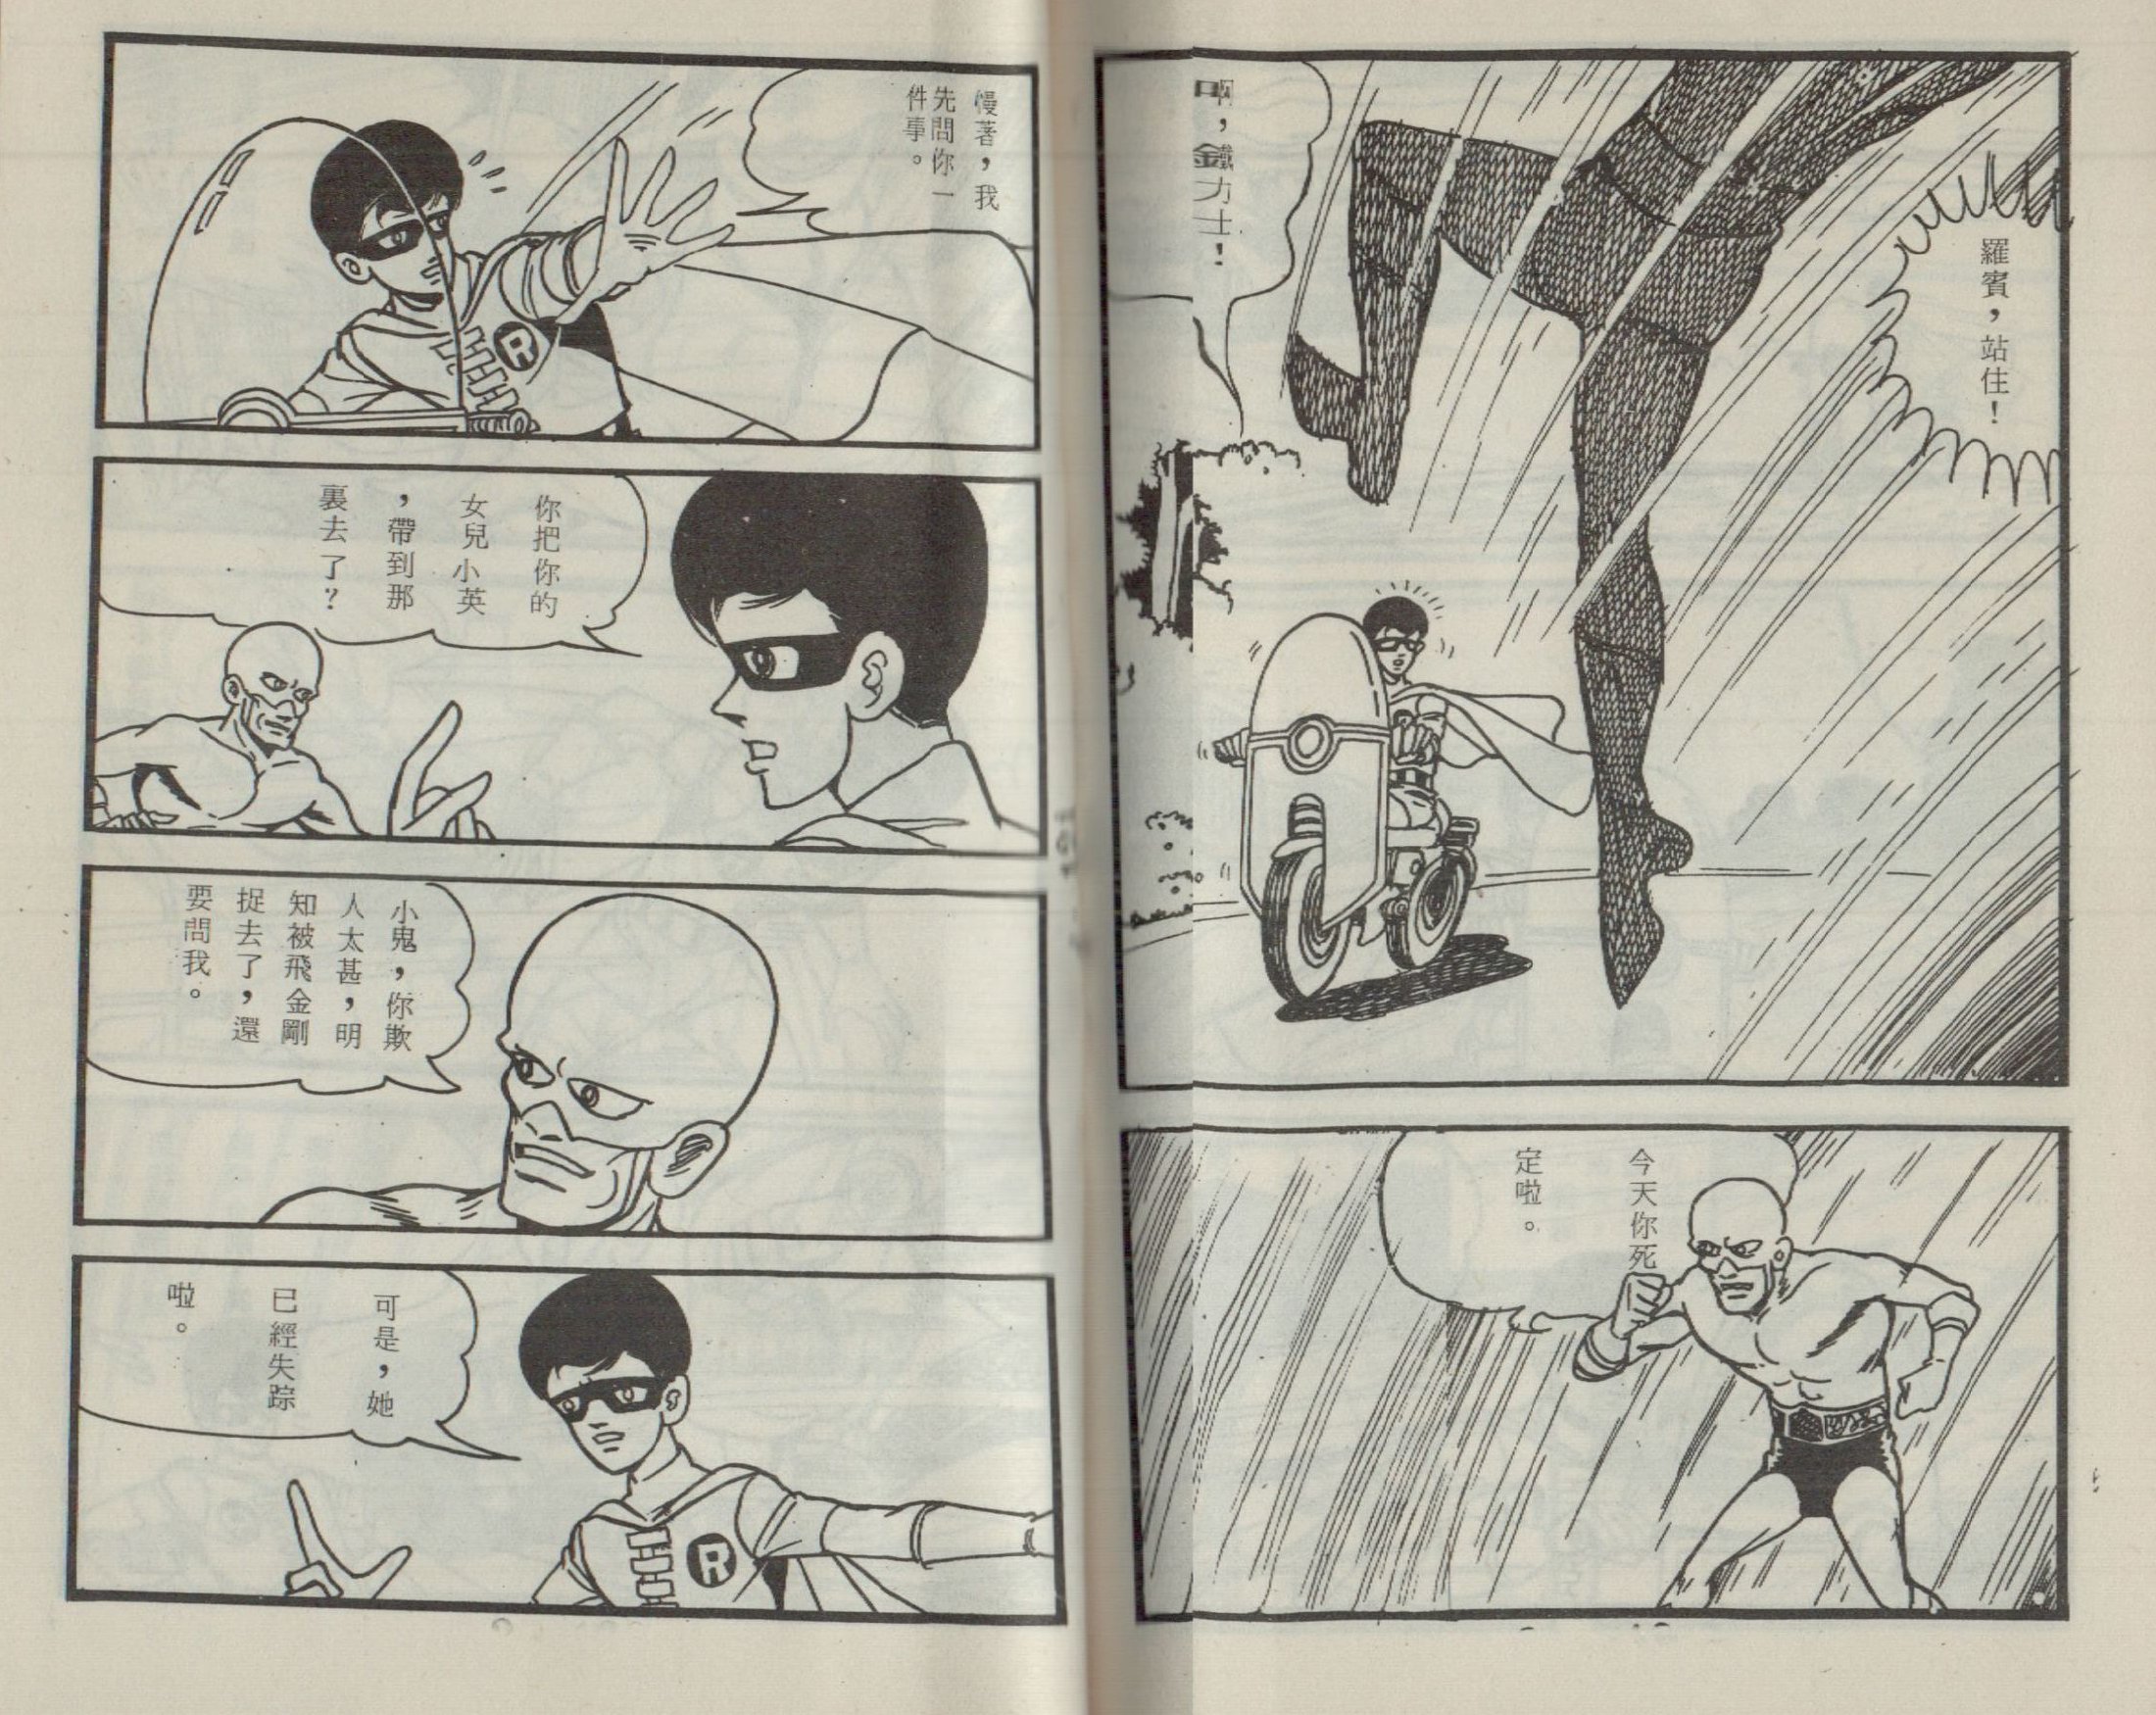 羅賓，站住！
啊，鐵力士！
今天你死
定啦。
慢著，我
先問你一
件事。
R
你把你的
女兒小英
，帶到那
裏去了？
小鬼，你欺
人太甚，明
知被飛金剛
捉去了，還
要問我。
可是，她
已經失踪
啦。
R